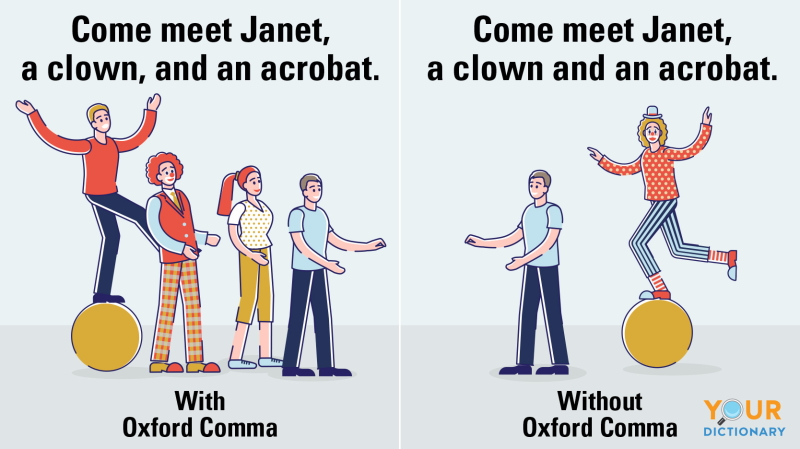 Come meet Janet,
a clown, and an acrobat.
With
Oxford Comma
Come meet Janet,
a clown and an acrobat.
Without
Oxford Comma
YOUR
DICTIONARY